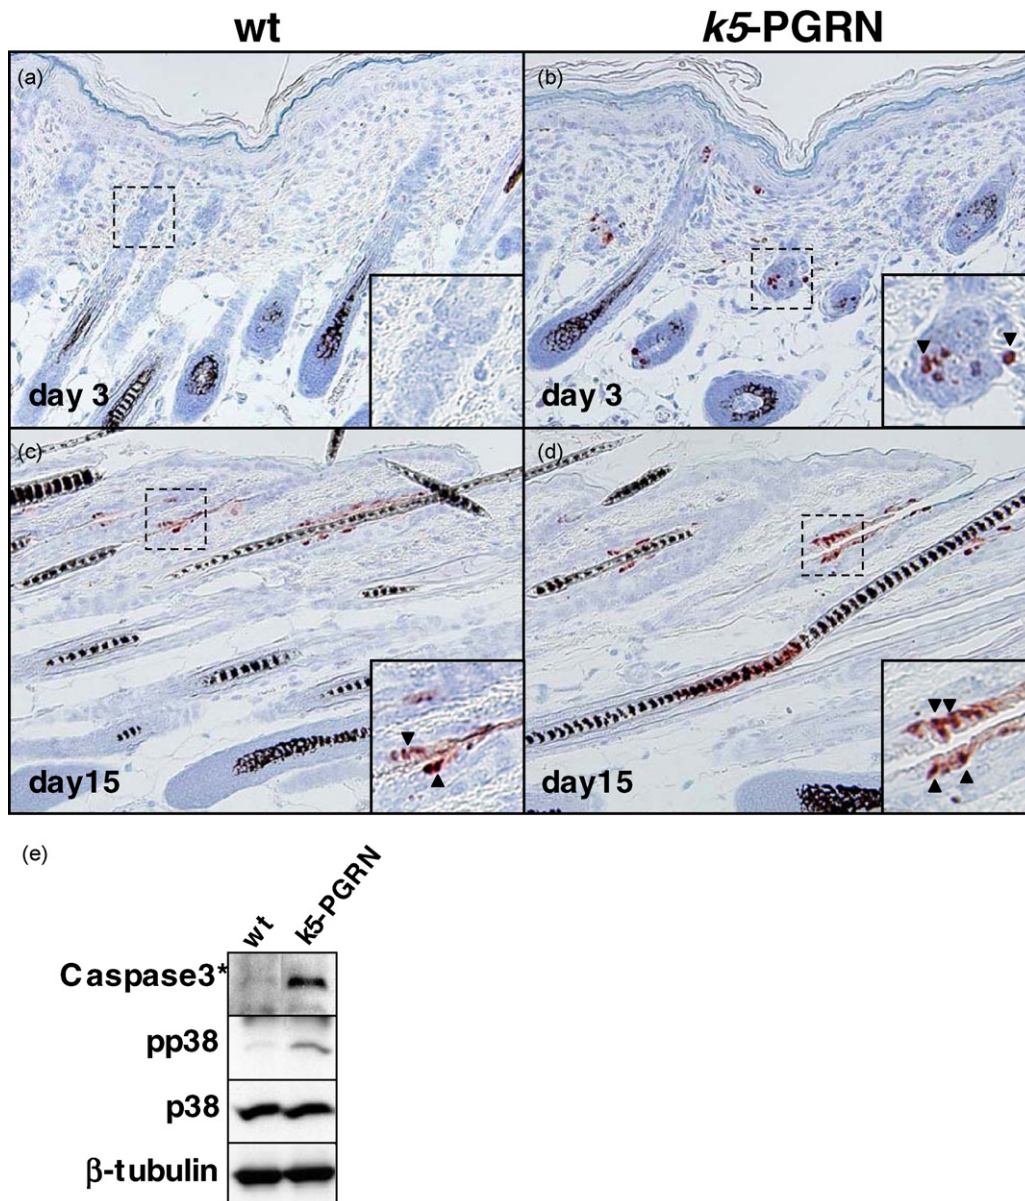 wt
k5-PGRN
(a)
(b)
day 3
day 3
(c)
(d)
day15
day15
(e)
wt
k5-PGRN
Caspase3*
pp38
p38
β-tubulin